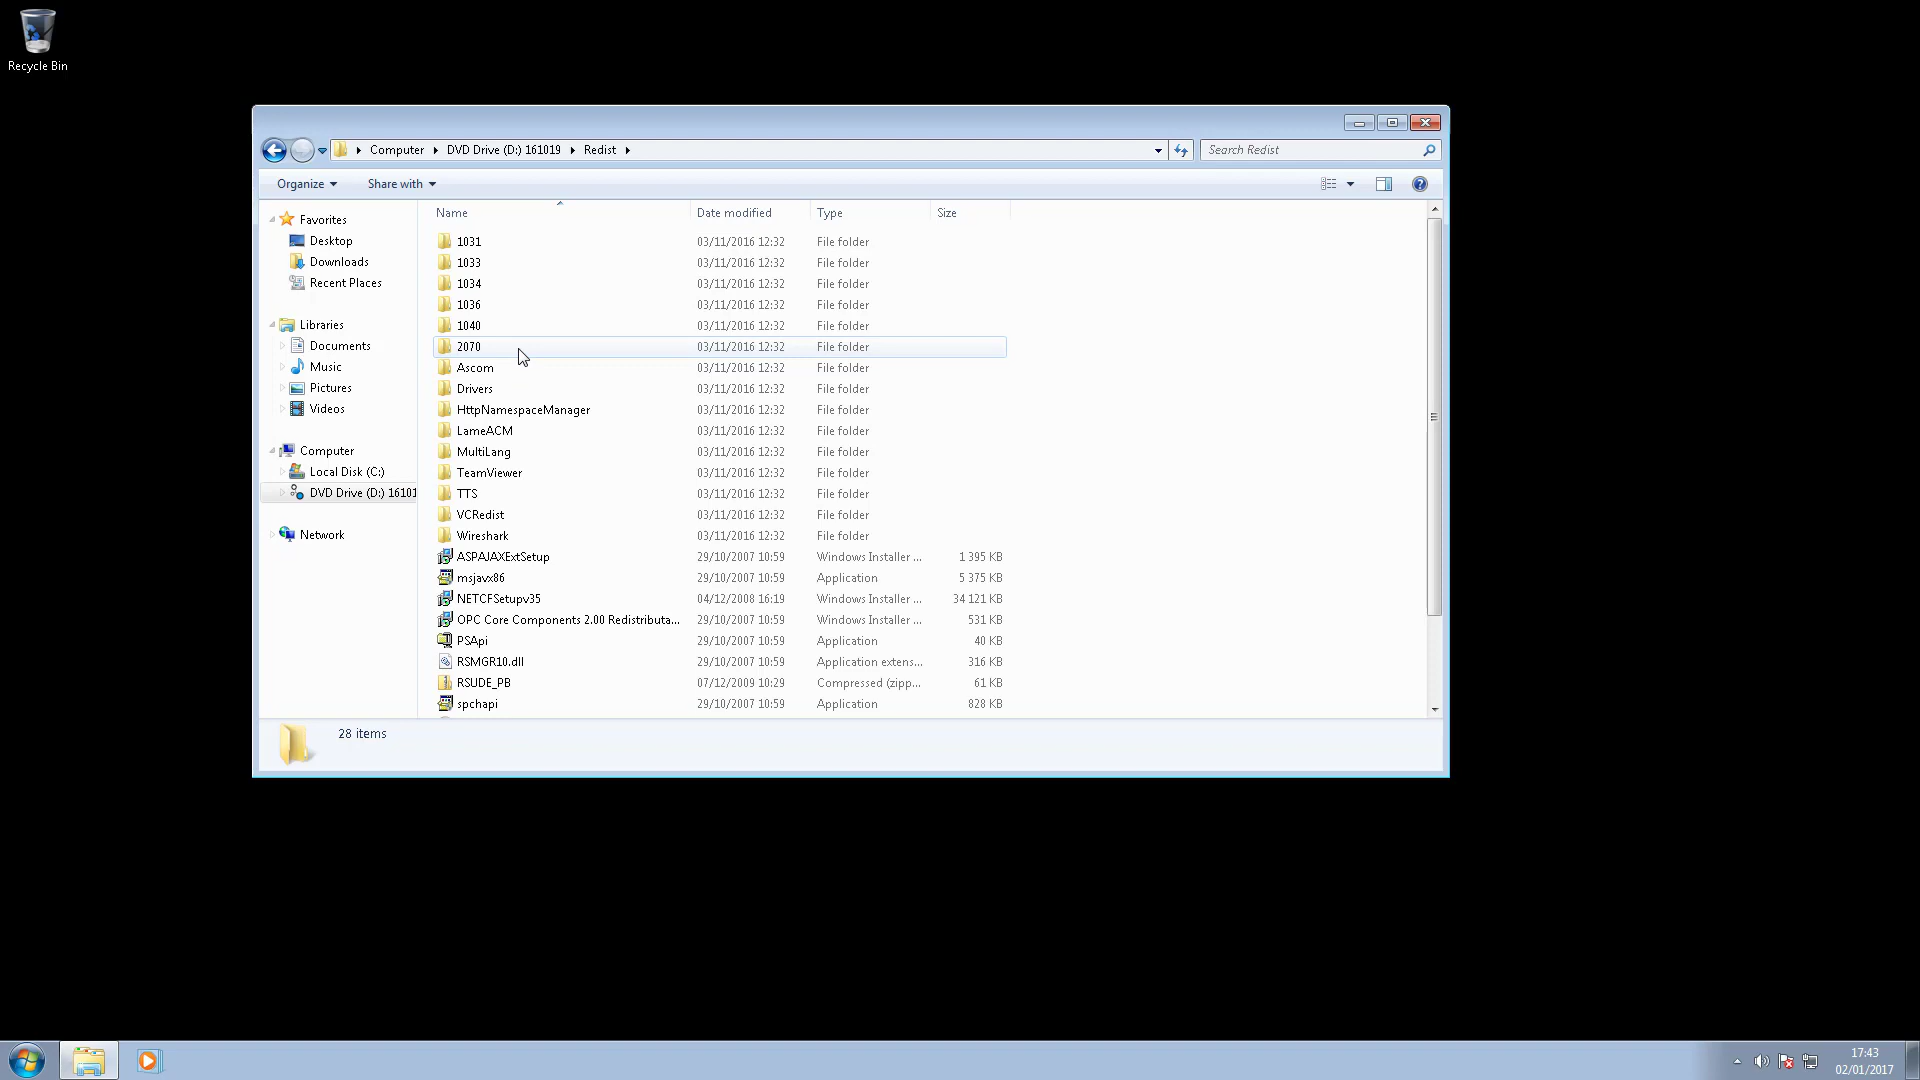 Recycle Bin
Computer DVD Drive (D:) 161019 Redist
Search Redist
Organize Share with
Name Date modified Type Size
Favorites
Desktop
Downloads
Recent Places
Libraries
Documents
Music
Pictures
Videos
Computer
Local Disk (C:)
DVD Drive (D:) 16101
Network
1031 03/11/2016 12:32 File folder
1033 03/11/2016 12:32 File folder
1034 03/11/2016 12:32 File folder
1036 03/11/2016 12:32 File folder
1040 03/11/2016 12:32 File folder
2070 03/11/2016 12:32 File folder
Ascom 03/11/2016 12:32 File folder
Drivers 03/11/2016 12:32 File folder
HttpNamespaceManager 03/11/2016 12:32 File folder
LameACM 03/11/2016 12:32 File folder
MultiLang 03/11/2016 12:32 File folder
TeamViewer 03/11/2016 12:32 File folder
TTS 03/11/2016 12:32 File folder
VCRedist 03/11/2016 12:32 File folder
Wireshark 03/11/2016 12:32 File folder
ASPAJAXExtSetup 29/10/2007 10:59 Windows Installer ... 1 395 KB
msjavx86 29/10/2007 10:59 Application 5 375 KB
NETCFSetupv35 04/12/2008 16:19 Windows Installer ... 34 121 KB
OPC Core Components 2.00 Redistributa... 29/10/2007 10:59 Windows Installer ... 531 KB
PSApi 29/10/2007 10:59 Application 40 KB
RSMGR10.dll 29/10/2007 10:59 Application extens... 316 KB
RSUDE_PB 07/12/2009 10:29 Compressed (zipp... 61 KB
spchapi 29/10/2007 10:59 Application 828 KB
28 items
17:43
02/01/2017